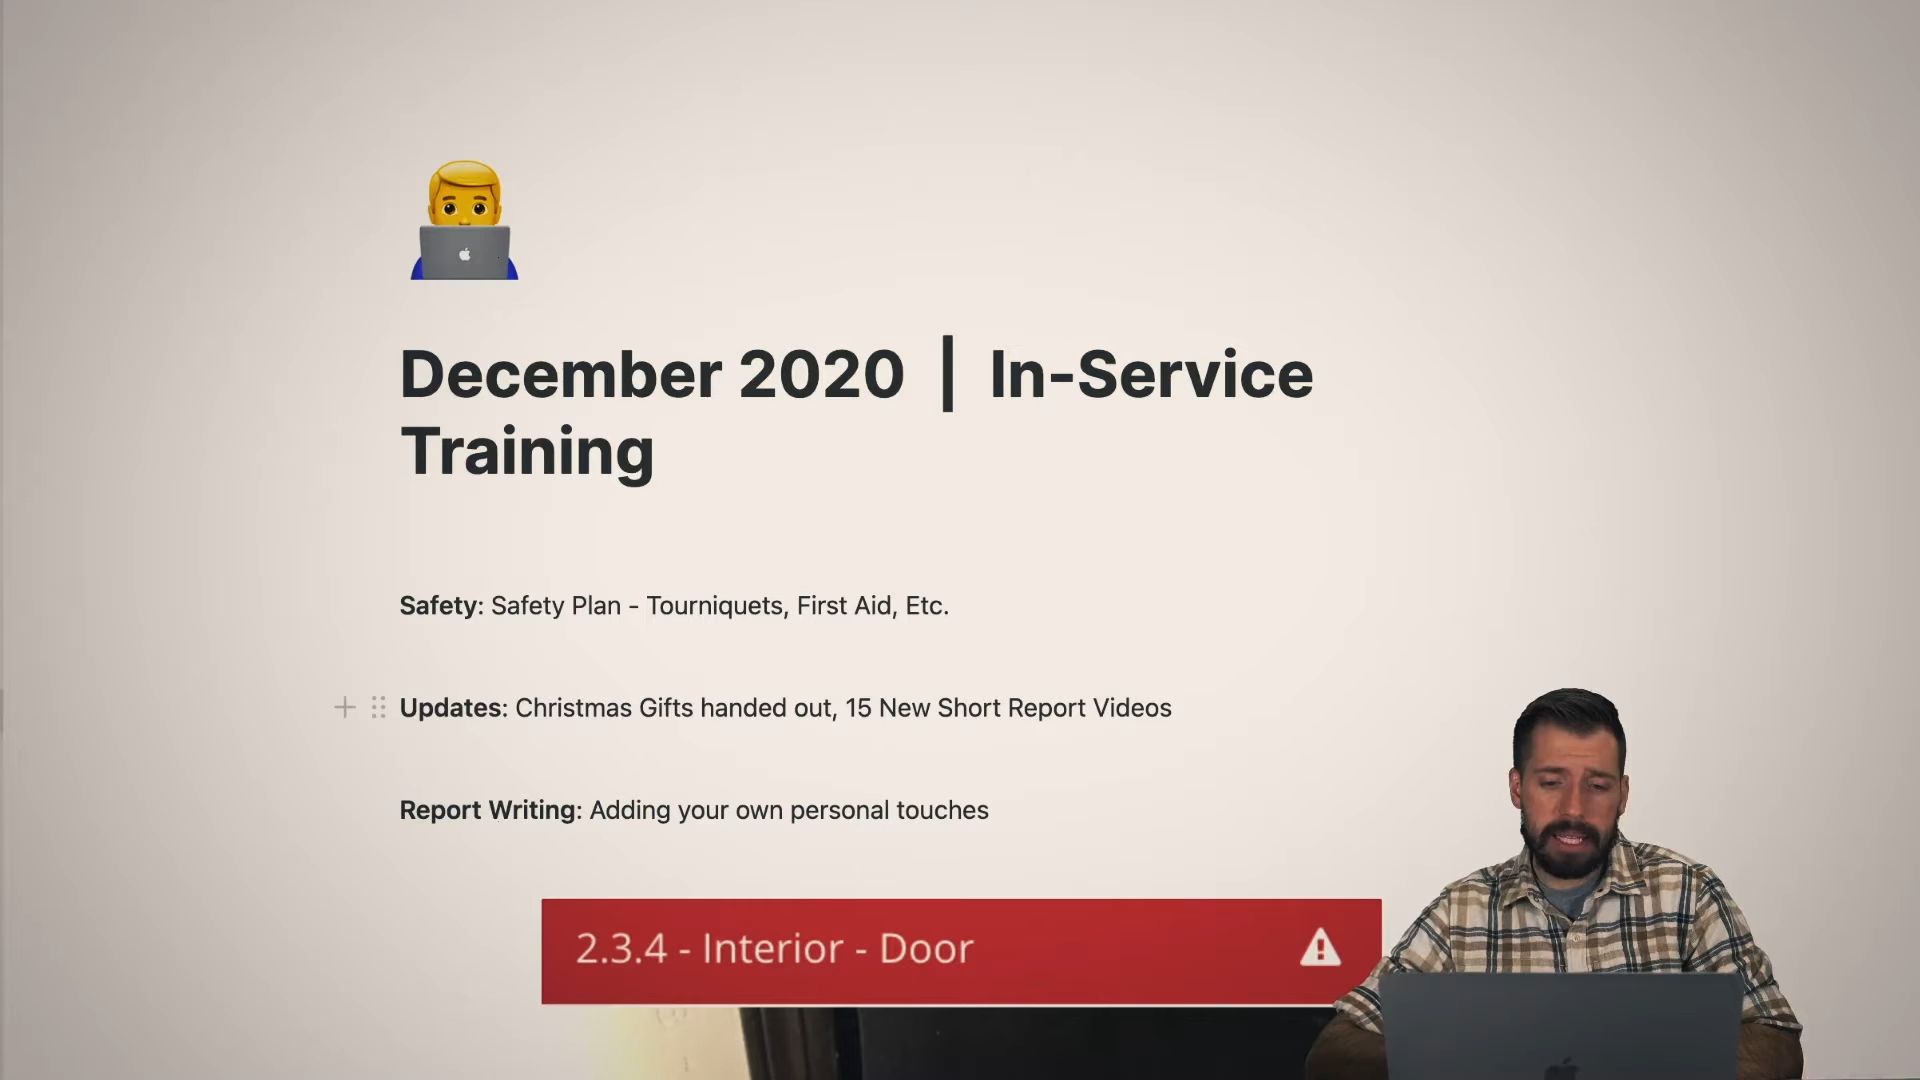 December 2020 | In-Service
Training
Safety: Safety Plan - Tourniquets, First Aid, Etc.
Updates: Christmas Gifts handed out, 15 New Short Report Videos
Report Writing: Adding your own personal touches
2.3.4 - Interior - Door